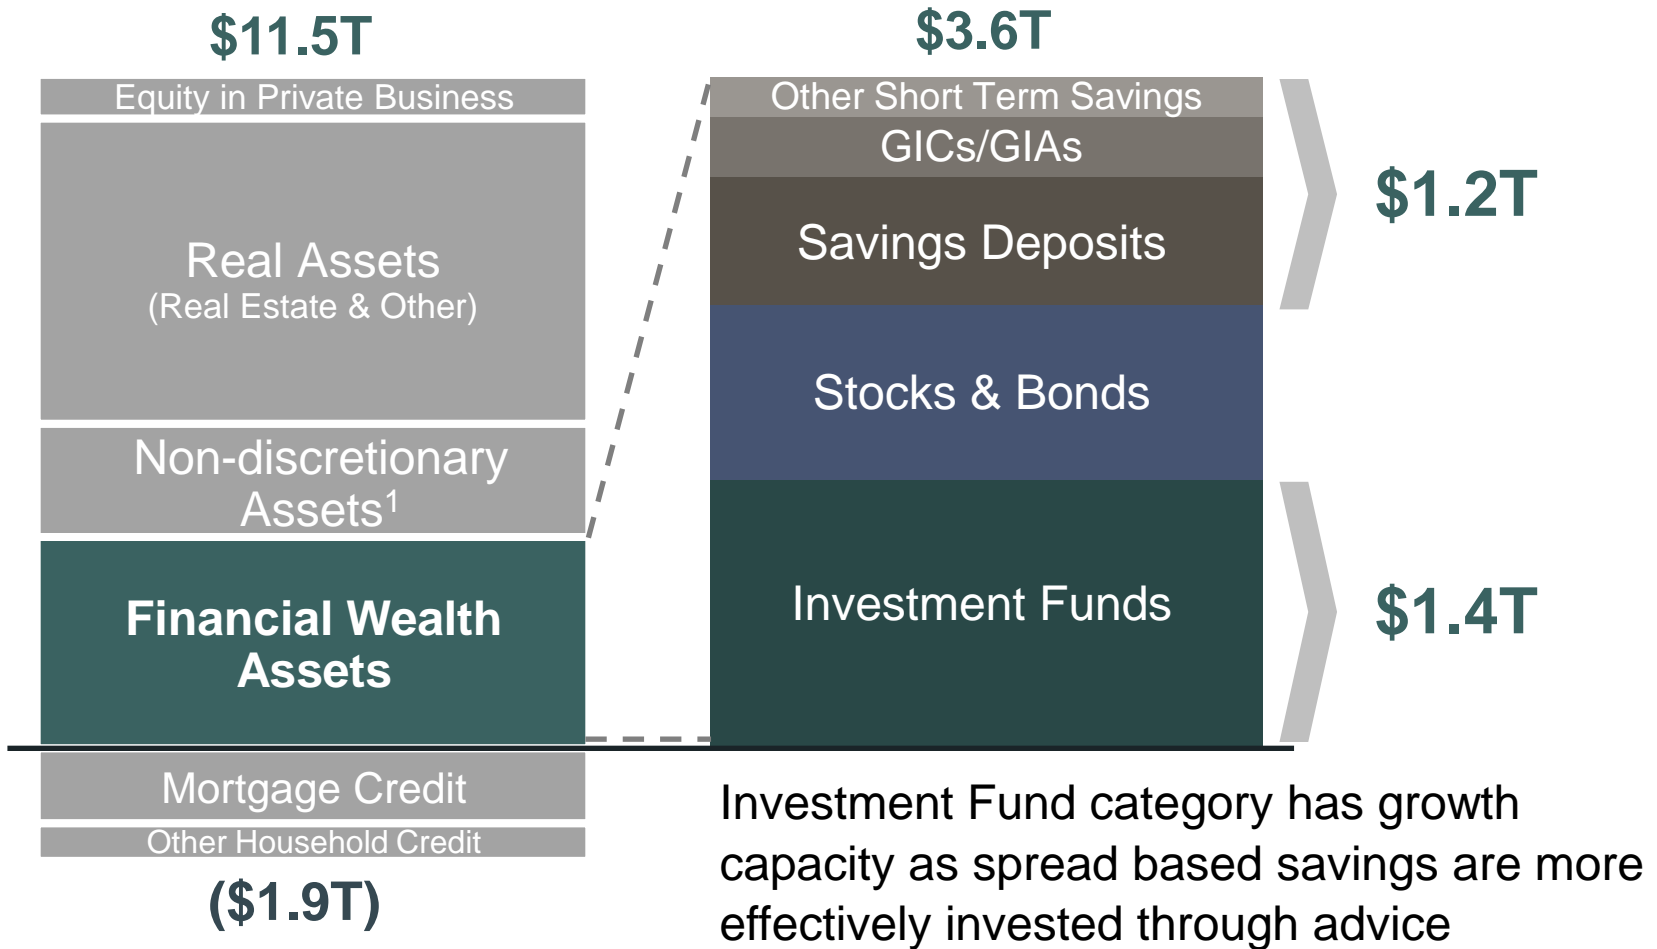 $11.5T
Equity in Private Business
Real Assets
(Real Estate & Other)
Non-discretionary
Assets¹
Financial Wealth
Assets
Mortgage Credit
Other Household Credit
($1.9T)
$3.6T
Other Short Term Savings
GICs/GIAs
Savings Deposits
Stocks & Bonds
Investment Funds
$1.2T
$1.4T
Investment Fund category has growth
capacity as spread based savings are more
effectively invested through advice